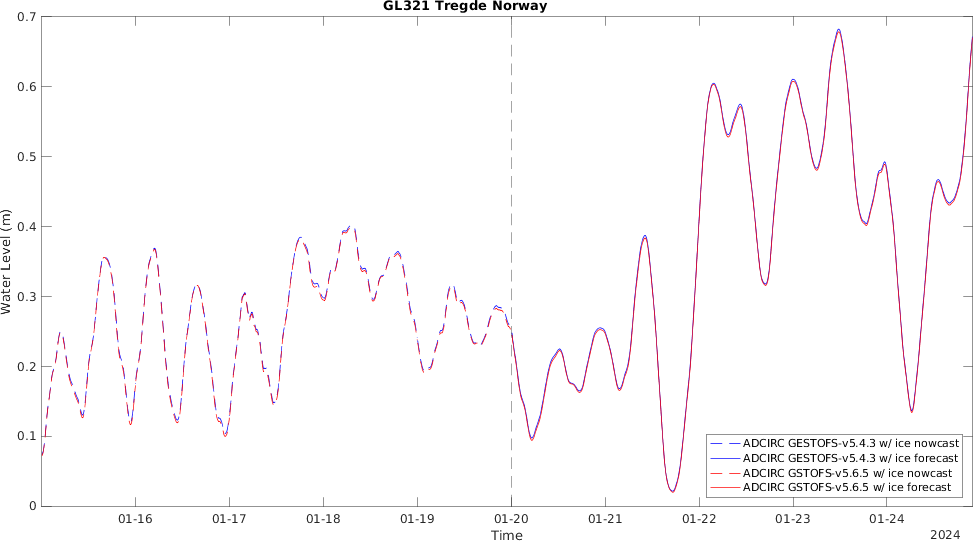 GL321 Tregde Norway
Water Level (m)
0.7
0.6
0.5
0.4
0.3
0.2
0.1
0
01-16
01-17
01-18
01-19
01-20
01-21
01-22
01-23
01-24
Time
2024
ADCIRC GESTOFS-v5.4.3 w/ ice nowcast
ADCIRC GESTOFS-v5.4.3 w/ ice forecast
ADCIRC GSTOFS-v5.6.5 w/ ice nowcast
ADCIRC GSTOFS-v5.6.5 w/ ice forecast